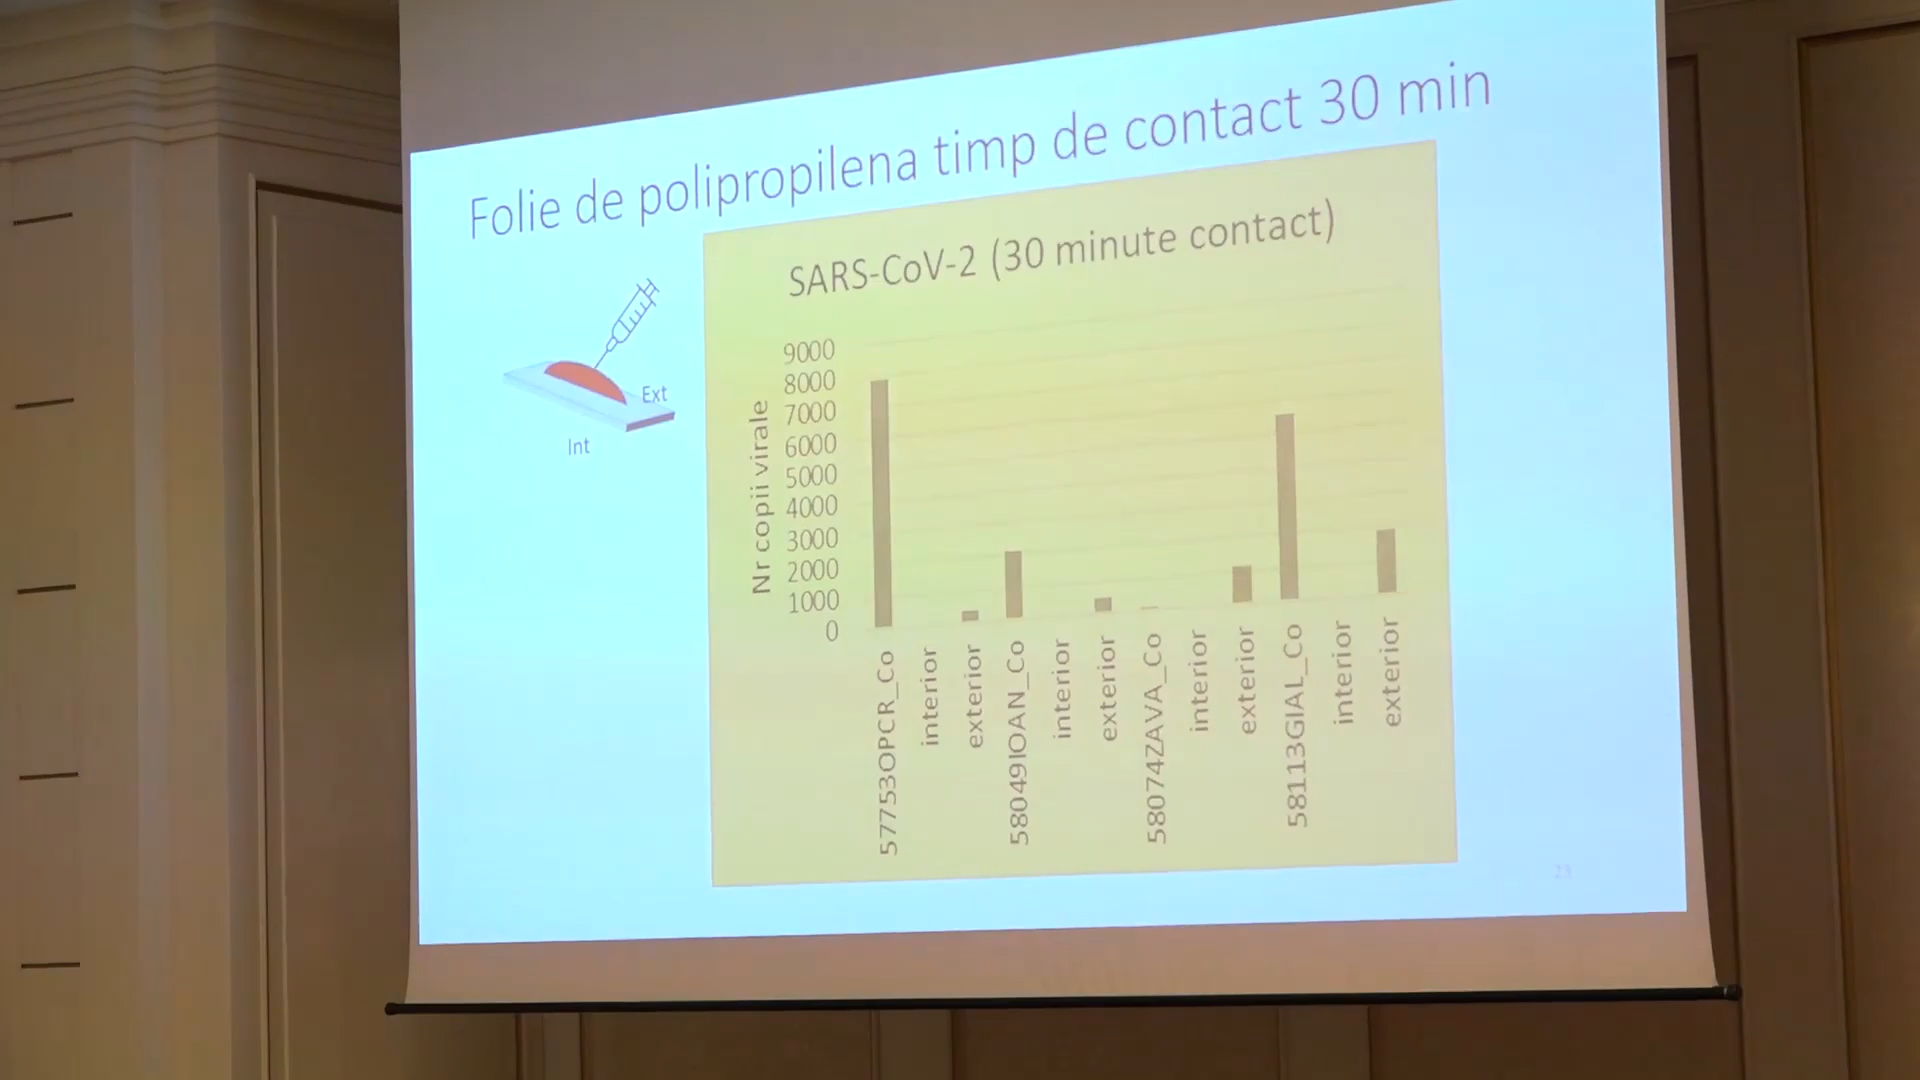 Folie de polipropilena timp de contact 30 min
SARS-CoV-2 (30 minute contact)
Ext
Int
Nr copii virale
9000
8000
7000
6000
5000
4000
3000
2000
1000
0
57753OPCR_Co
interior
exterior
58049IOAN_Co
interior
exterior
58074ZAVA_Co
interior
exterior
58113GIAL_Co
interior
exterior
23